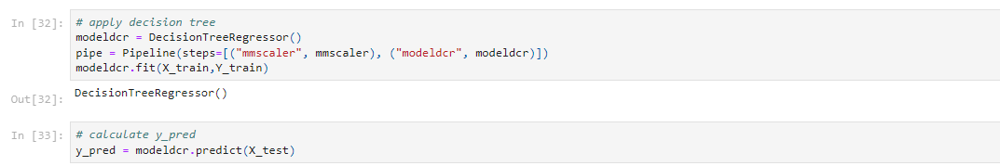 In [32]: # apply decision tree
modeldcr = DecisionTreeRegressor()
pipe = Pipeline(steps=[("mmscaler", mmscaler), ("modeldcr", modeldcr)])
modeldcr.fit(X_train,Y_train)
Out[32]: DecisionTreeRegressor()
In [33]: # calculate y_pred
y_pred = modeldcr.predict(X_test)